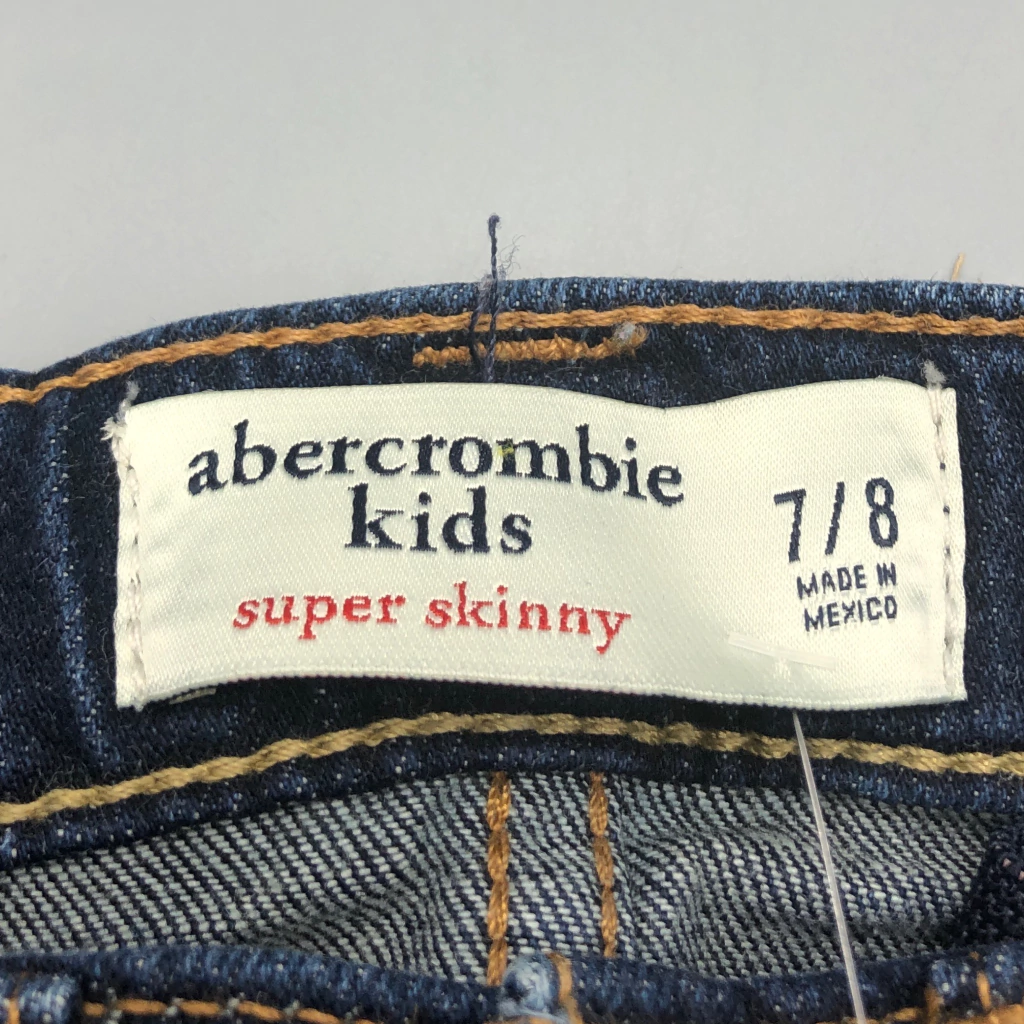 abercrombie
kids
super skinny
7/8
MADE IN
MEXICO